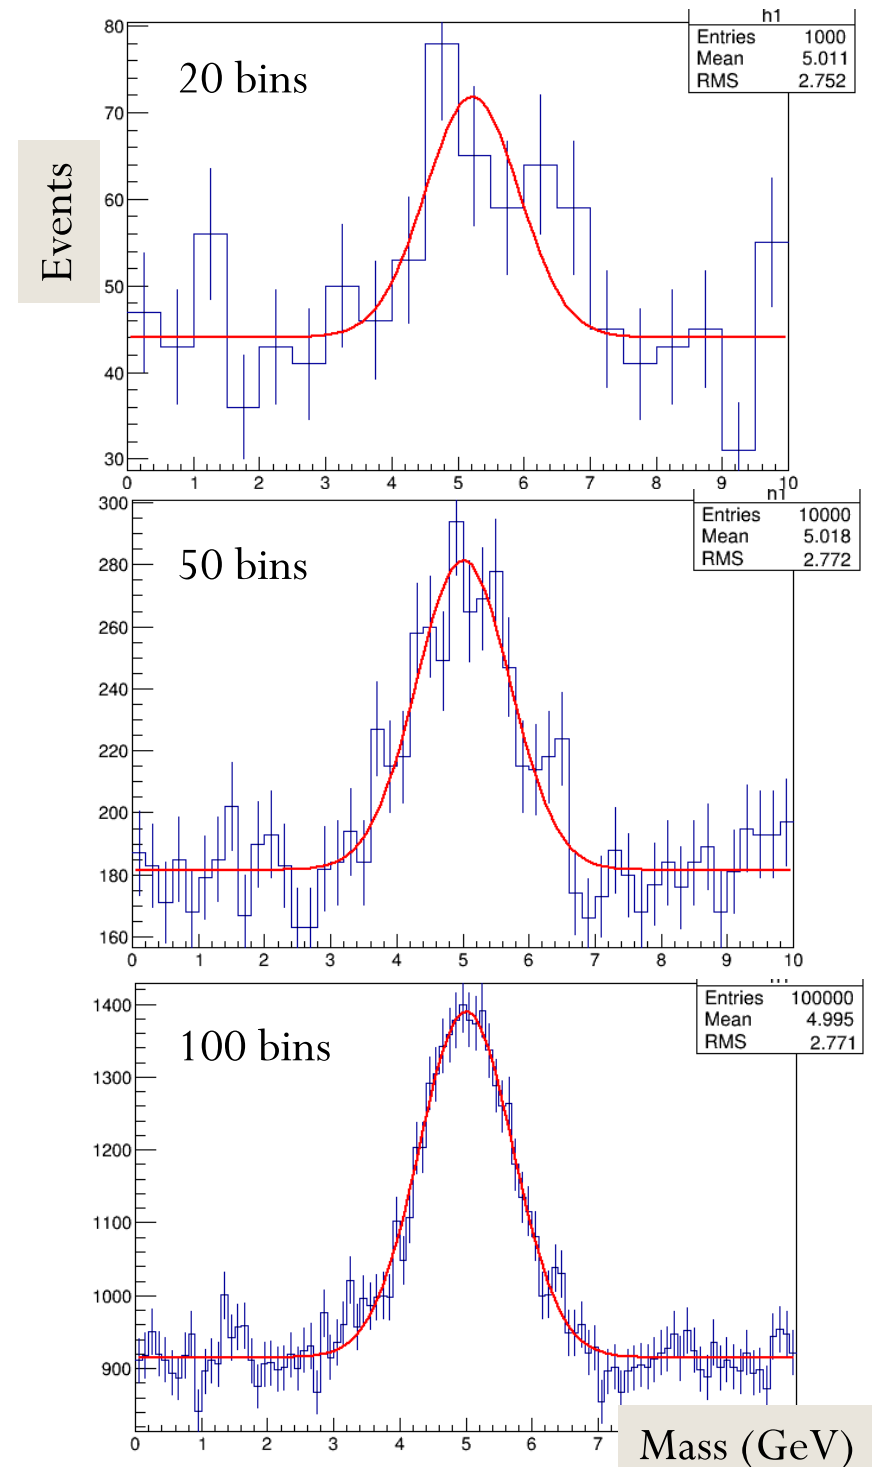 h1
Entries 1000
Mean 5.011
RMS 2.752
20 bins
Events
80
70
60
50
40
30
0 1 2 3 4 5 6 7 8 9 10
h1
Entries 10000
Mean 5.018
RMS 2.772
50 bins
300
280
260
240
220
200
180
160
0 1 2 3 4 5 6 7 8 9 10
Entries 100000
Mean 4.995
RMS 2.771
100 bins
1400
1300
1200
1100
1000
900
0 1 2 3 4 5 6 7
Mass (GeV)